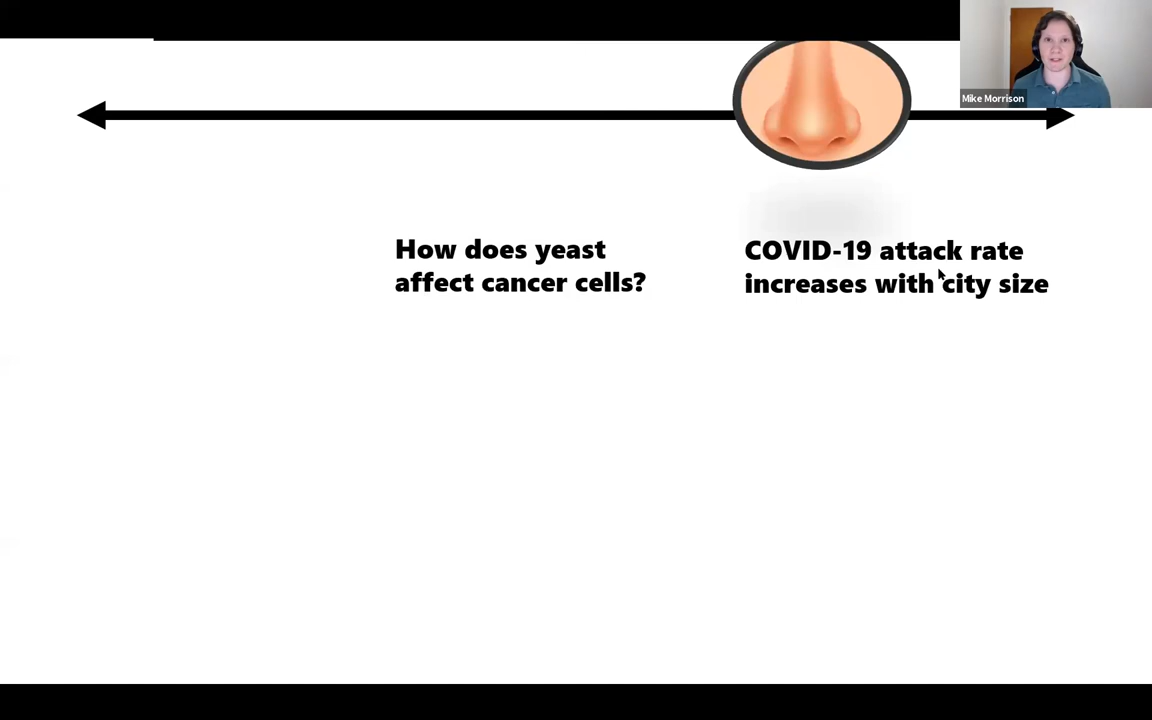 Mike Morrison
How does yeast
affect cancer cells?
COVID-19 attack rate
increases with city size